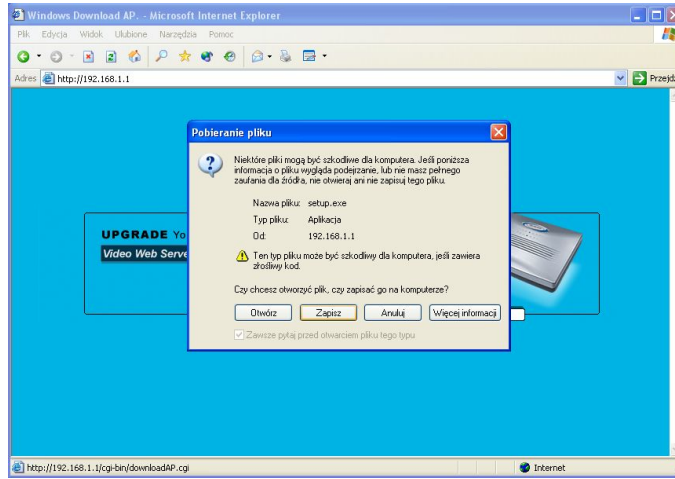 Windows Download AP. - Microsoft Internet Explorer
Plik Edycja Widok Ulubione Narzędzia Pomoc
Adres http://192.168.1.1 Przejdź
Pobieranie pliku
Niektóre pliki mogą być szkodliwe dla komputera. Jeśli poniższa
informacja o pliku wygląda podejrzanie, lub nie masz pełnego
zaufania dla źródła, nie otwieraj ani nie zapisuj tego pliku.
Nazwa pliku: setup.exe
Typ pliku: Aplikacja
Od: 192.168.1.1
Ten typ pliku może być szkodliwy dla komputera, jeśli zawiera
złośliwy kod.
Czy chcesz otworzyć plik, czy zapisać go na komputerze?
Otwórz Zapisz Anuluj Więcej informacji
Zawsze pytaj przed otwarciem pliku tego typu
UPGRADE Yo
Video Web Serve
http://192.168.1.1/cgi-bin/downloadAP.cgi Internet